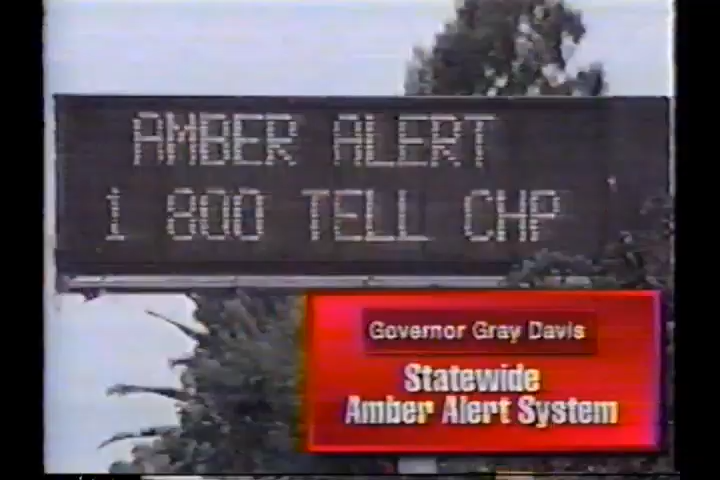 AMBER ALERT
1 800 TELL CHP
Governor Gray Davis
Statewide
Amber Alert System